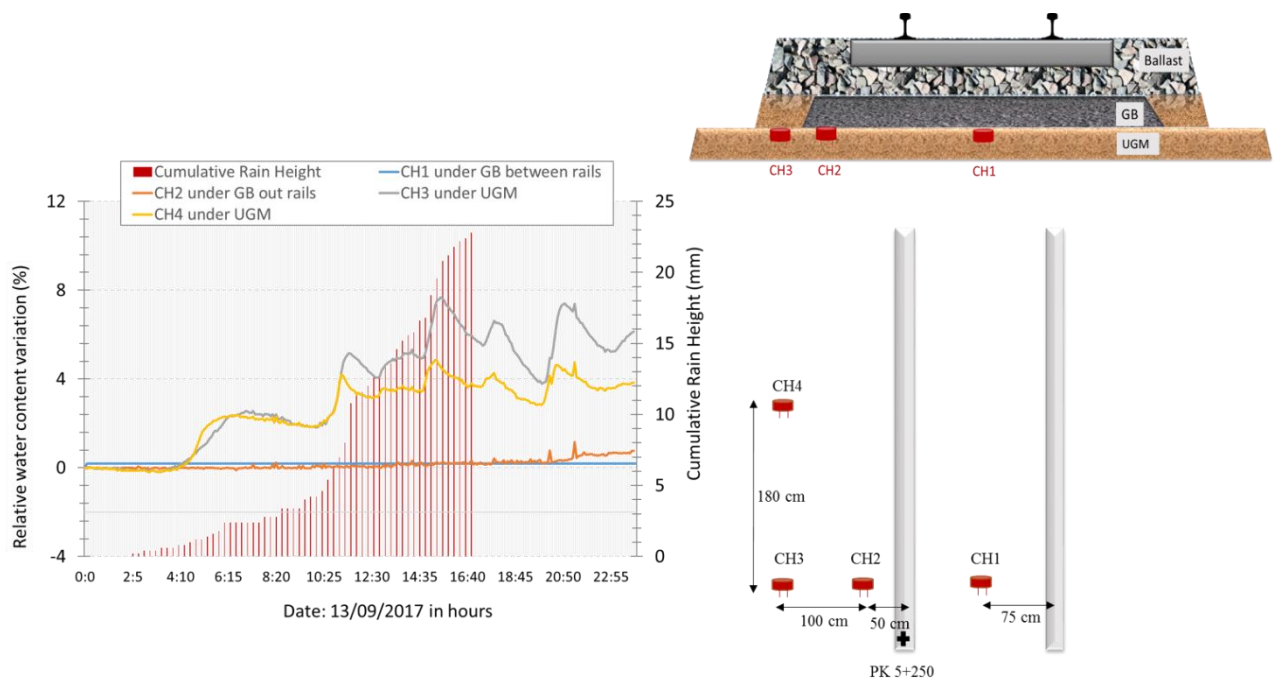 Cumulative Rain Height
CH1 under GB between rails
CH2 under GB out rails
CH3 under UGM
CH4 under UGM
Relative water content variation (%)
12
8
4
0
-4
25
20
15
10
5
0
Cumulative Rain Height (mm)
0:0 2:5 4:10 6:15 8:20 10:25 12:30 14:35 16:40 18:45 20:50 22:55
Date: 13/09/2017 in hours
Ballast
GB
UGM
CH3 CH2 CH1
CH4
180 cm
CH3 CH2 CH1
100 cm 50 cm 75 cm
PK 5+250